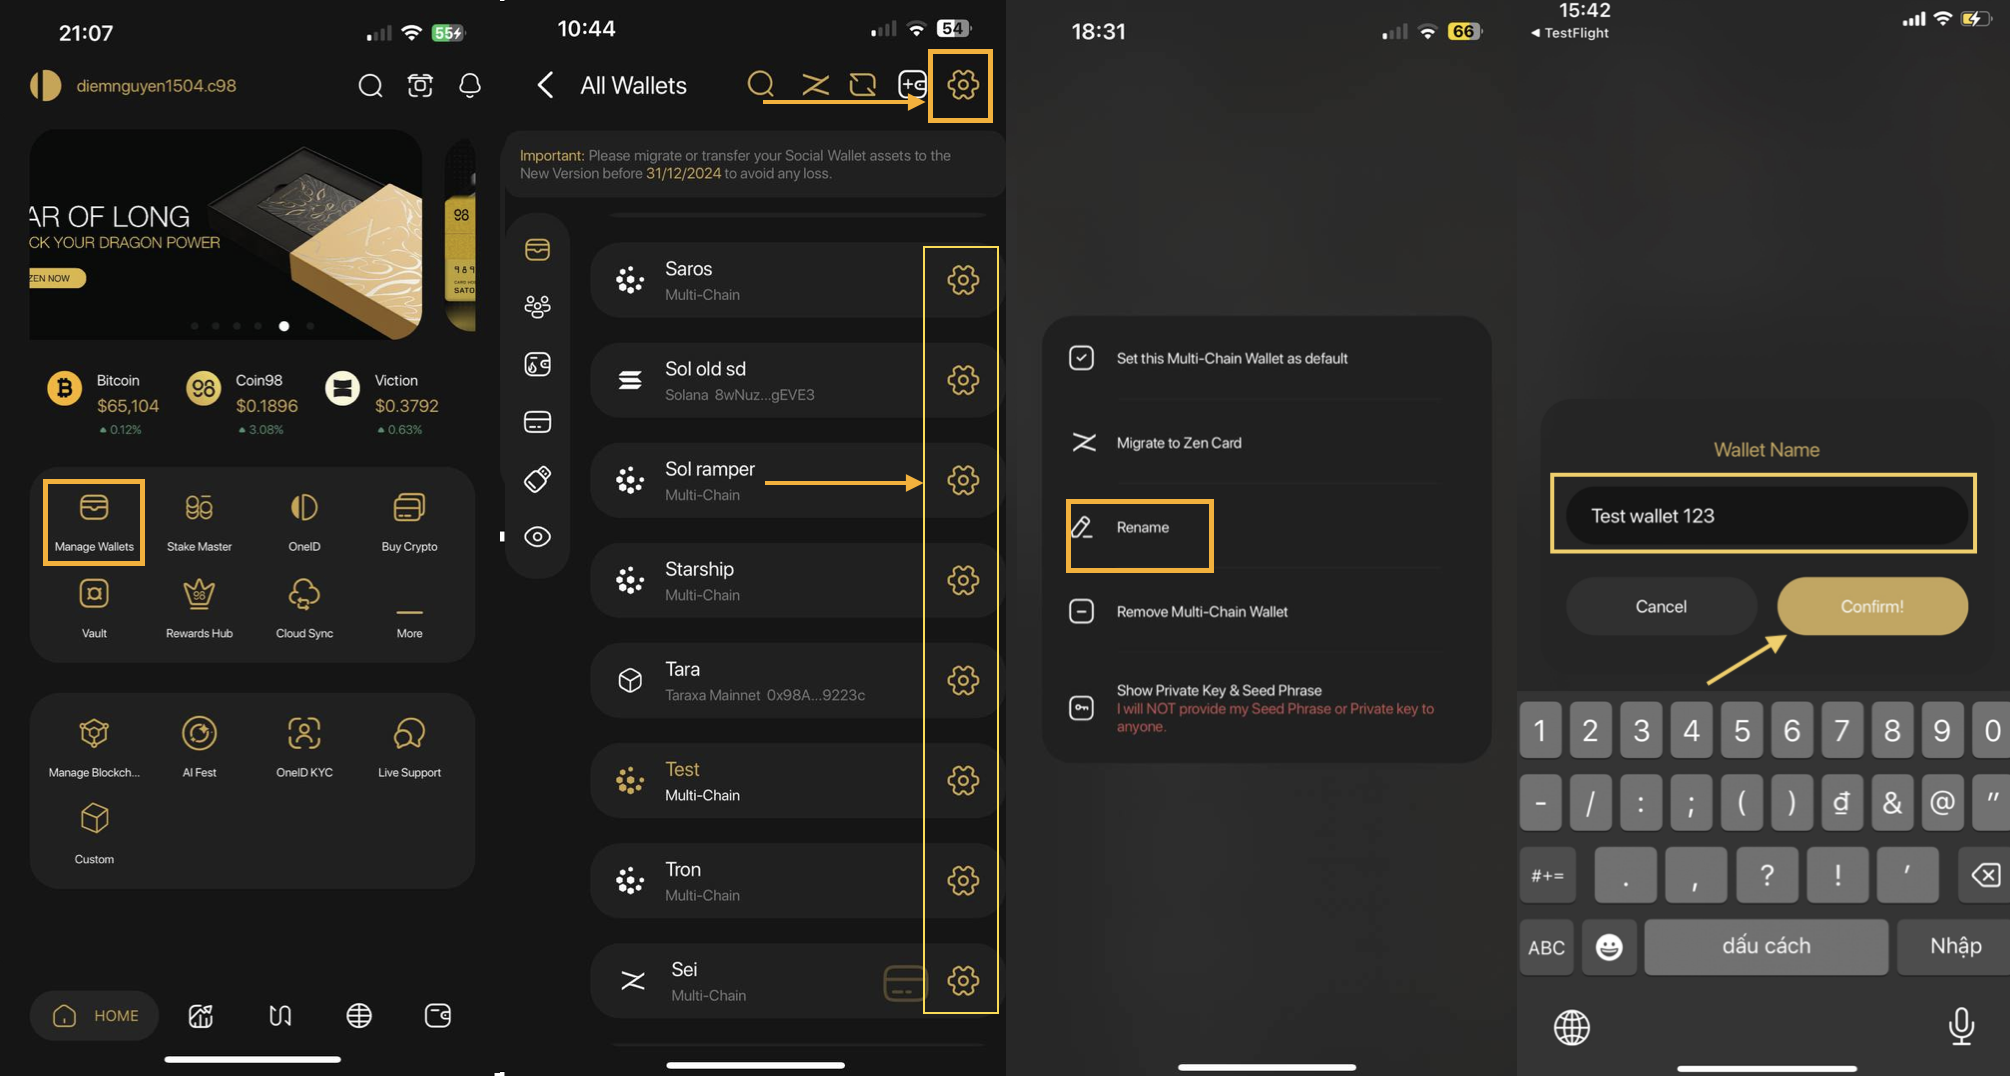 21:07
55
diemnguyen1504.c98
AR OF LONG
CK YOUR DRAGON POWER
ZEN NOW
98
SATO
Bitcoin
$65,104
0.12%
98
Coin98
$0.1896
3.08%
Viction
$0.3792
0.63%
Manage Wallets
Stake Master
OneID
Buy Crypto
Vault
Rewards Hub
Cloud Sync
More
Manage Blockch...
AI Fest
OneID KYC
Live Support
Custom
HOME
10:44
54
All Wallets
Important: Please migrate or transfer your Social Wallet assets to the
New Version before 31/12/2024 to avoid any loss.
Saros
Multi-Chain
Sol old sd
Solana 8wNuz...gEVE3
Sol ramper
Multi-Chain
Starship
Multi-Chain
Tara
Taraxa Mainnet 0x98A...9223c
Test
Multi-Chain
Tron
Multi-Chain
Sei
Multi-Chain
18:31
66
Set this Multi-Chain Wallet as default
Migrate to Zen Card
Rename
Remove Multi-Chain Wallet
Show Private Key & Seed Phrase
I will NOT provide my Seed Phrase or Private key to
anyone.
15:42
TestFlight
Wallet Name
Test wallet 123
Cancel
Confirm!
1 2 3 4 5 6 7 8 9 0
- / : ; ( ) ₫ & @ "
#+= . , ? ! '
ABC dấu cách Nhập